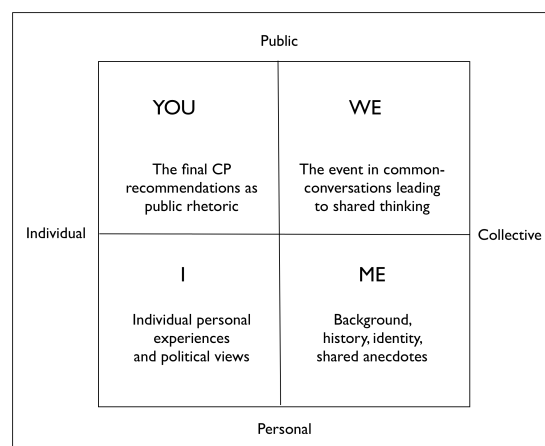 Public
YOU
The final CP
recommendations as
public rhetoric
WE
The event in common-
conversations leading
to shared thinking
Individual
Collective
I
Individual personal
experiences
and political views
ME
Background,
history, identity,
shared anecdotes
Personal